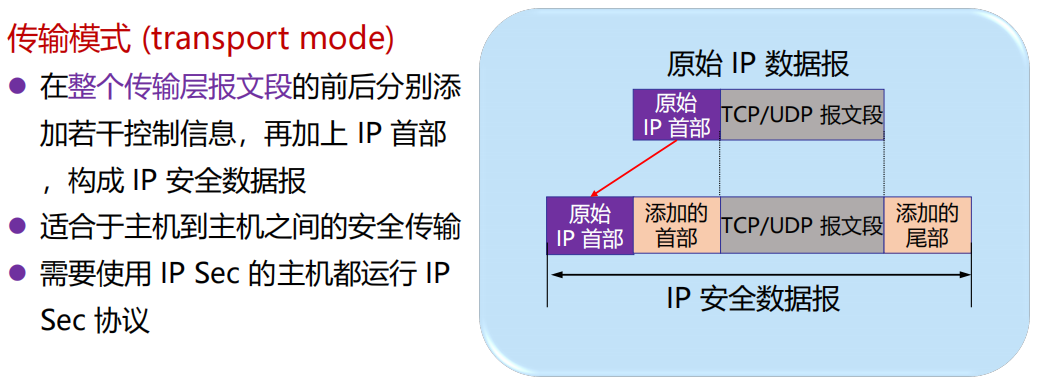 传输模式 (transport mode)
在整个传输层报文段的前后分别添
加若干控制信息，再加上 IP 首部
，构成 IP 安全数据报
适合于主机到主机之间的安全传输
需要使用 IP Sec 的主机都运行 IP
Sec 协议
原始 IP 数据报
原始
IP 首部
TCP/UDP 报文段
原始
IP 首部
添加的
首部
TCP/UDP 报文段
添加的
尾部
IP 安全数据报